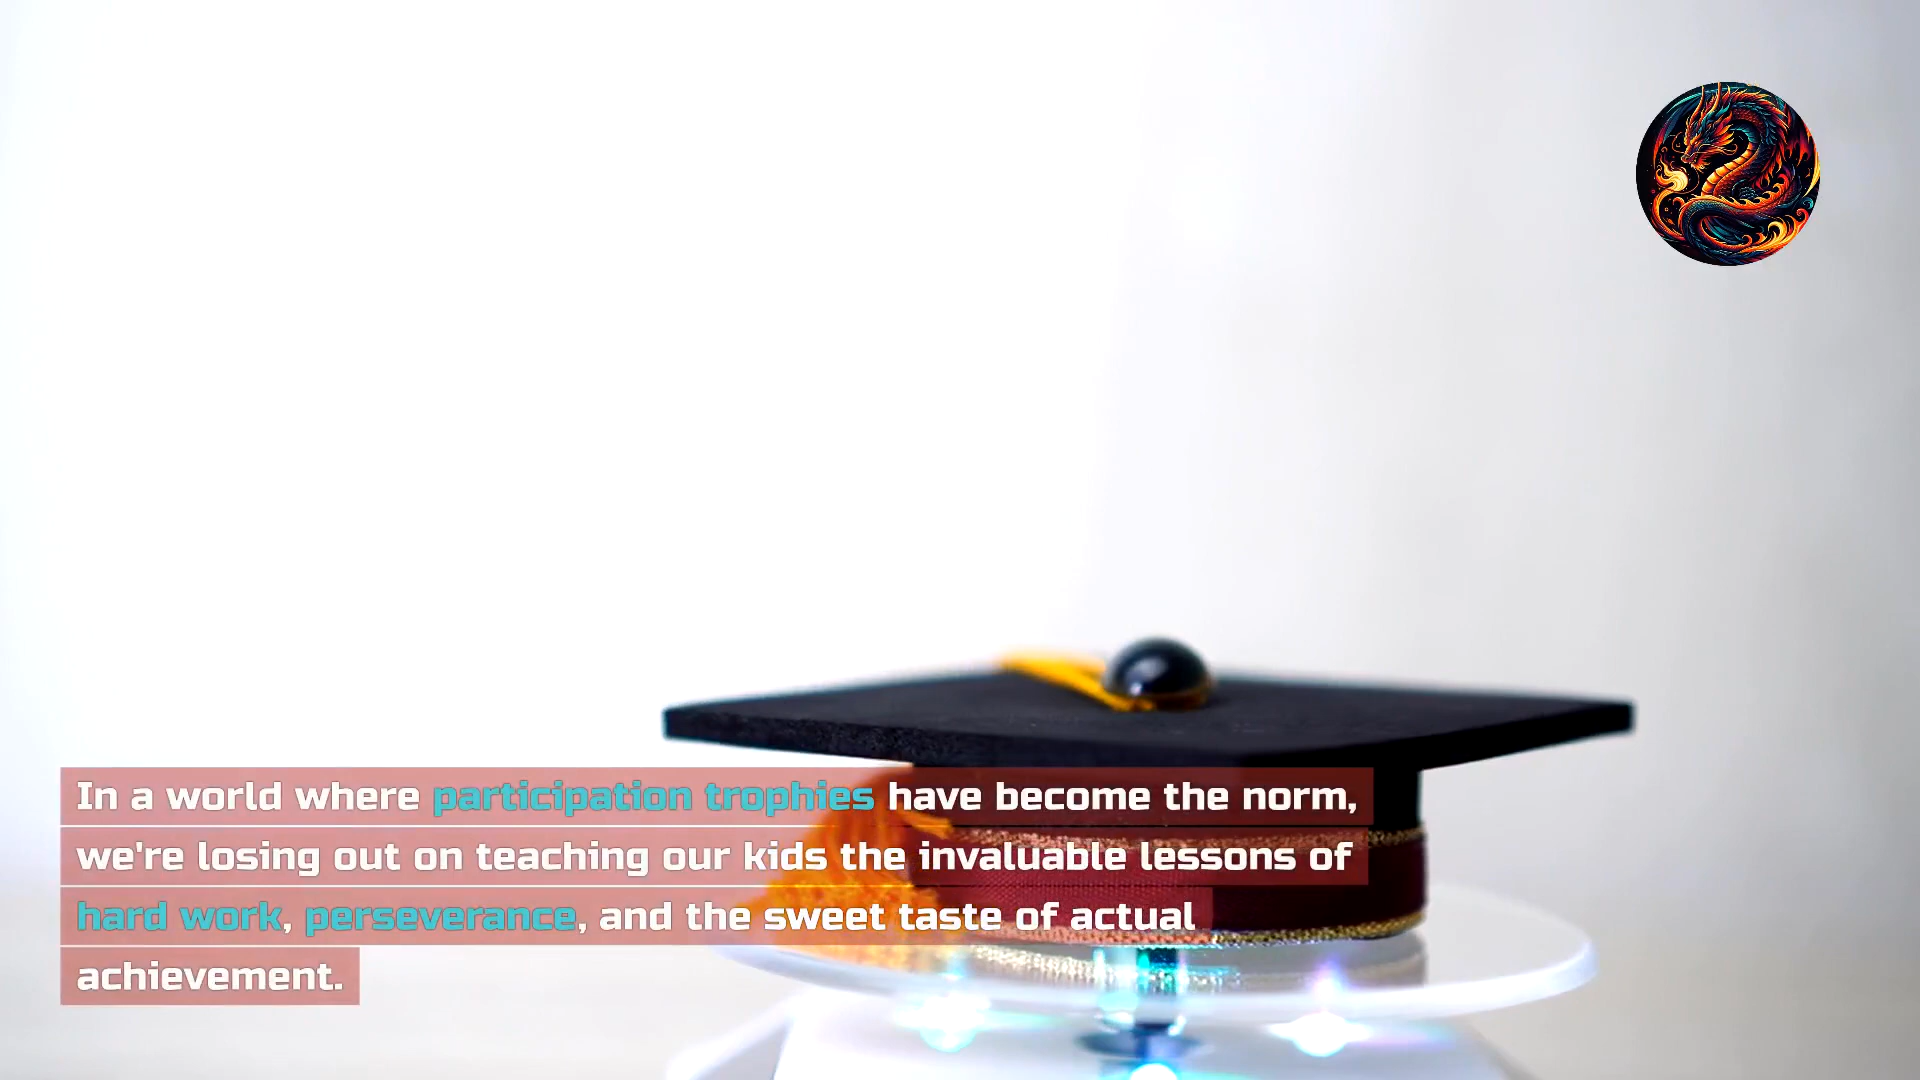 In a world where participation trophies have become the norm,
we're losing out on teaching our kids the invaluable lessons of
hard work, perseverance, and the sweet taste of actual
achievement.